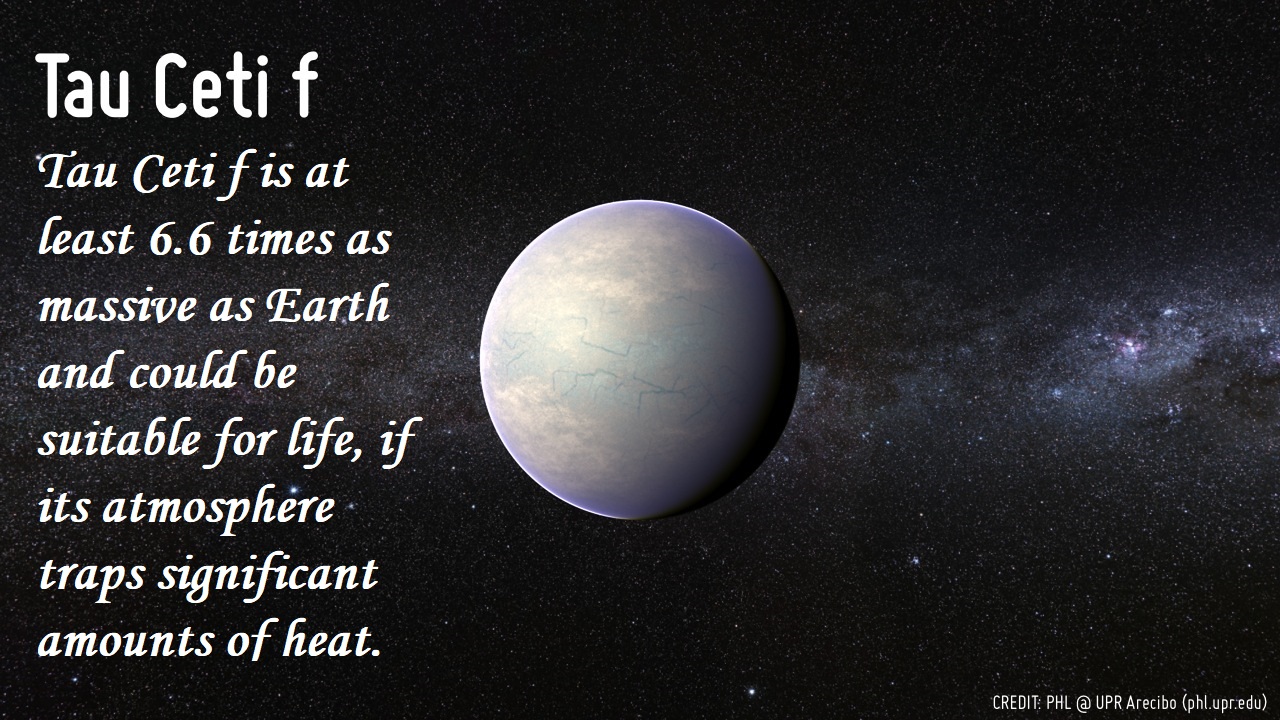 Tau Ceti f
Tau Ceti f is at
least 6.6 times as
massive as Earth
and could be
suitable for life, if
its atmosphere
traps significant
amounts of heat.
CREDIT: PHL @ UPR Arecibo (phl.upr.edu)